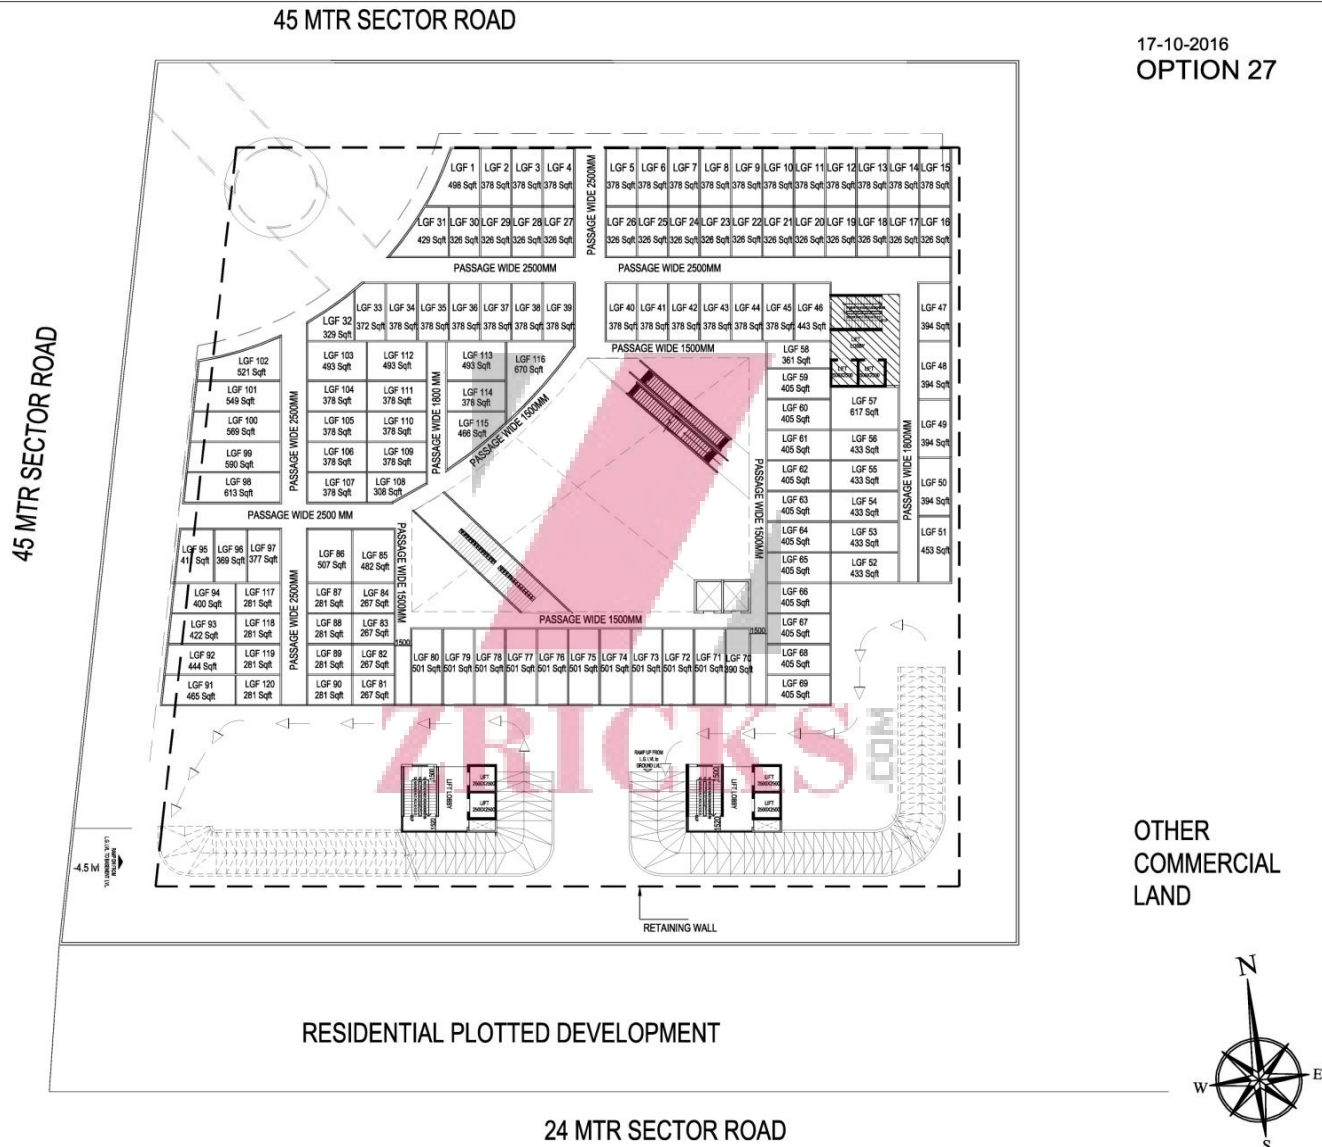 45 MTR SECTOR ROAD
17-10-2016
OPTION 27
LGF 1
498 Sqft
LGF 2
378 Sqft
LGF 3
378 Sqft
LGF 4
378 Sqft
PASSAGE WIDE 2500MM
LGF 5
378 Sqft
LGF 6
378 Sqft
LGF 7
378 Sqft
LGF 8
378 Sqft
LGF 9
378 Sqft
LGF 10
378 Sqft
LGF 11
378 Sqft
LGF 12
378 Sqft
LGF 13
378 Sqft
LGF 14
378 Sqft
LGF 15
378 Sqft
LGF 31
429 Sqft
LGF 30
326 Sqft
LGF 29
326 Sqft
LGF 28
326 Sqft
LGF 27
326 Sqft
LGF 26
326 Sqft
LGF 25
326 Sqft
LGF 24
326 Sqft
LGF 23
326 Sqft
LGF 22
326 Sqft
LGF 21
326 Sqft
LGF 20
326 Sqft
LGF 19
326 Sqft
LGF 18
326 Sqft
LGF 17
326 Sqft
LGF 16
326 Sqft
PASSAGE WIDE 2500MM
PASSAGE WIDE 2500MM
LGF 32
329 Sqft
LGF 33
372 Sqft
LGF 34
378 Sqft
LGF 35
378 Sqft
LGF 36
378 Sqft
LGF 37
378 Sqft
LGF 38
378 Sqft
LGF 39
378 Sqft
LGF 40
378 Sqft
LGF 41
378 Sqft
LGF 42
378 Sqft
LGF 43
378 Sqft
LGF 44
378 Sqft
LGF 45
378 Sqft
LGF 46
443 Sqft
LIFT
LOBBY
LIFT
LIFT
LGF 47
394 Sqft
LGF 48
394 Sqft
LGF 49
394 Sqft
LGF 50
394 Sqft
LGF 51
453 Sqft
PASSAGE WIDE 1500MM
45 MTR SECTOR ROAD
LGF 102
521 Sqft
LGF 101
549 Sqft
LGF 100
569 Sqft
LGF 99
590 Sqft
LGF 98
613 Sqft
PASSAGE WIDE 2500MM
LGF 103
493 Sqft
LGF 104
378 Sqft
LGF 105
378 Sqft
LGF 106
378 Sqft
LGF 107
378 Sqft
LGF 112
493 Sqft
LGF 111
378 Sqft
LGF 110
378 Sqft
LGF 109
378 Sqft
LGF 108
308 Sqft
PASSAGE WIDE 1800 MM
LGF 113
493 Sqft
LGF 114
378 Sqft
LGF 115
466 Sqft
LGF 116
670 Sqft
PASSAGE WIDE 1500MM
PASSAGE WIDE 1500MM
LGF 58
361 Sqft
LGF 59
405 Sqft
LGF 60
405 Sqft
LGF 61
405 Sqft
LGF 62
405 Sqft
LGF 63
405 Sqft
LGF 64
405 Sqft
LGF 65
405 Sqft
LGF 66
405 Sqft
LGF 67
405 Sqft
LGF 68
405 Sqft
LGF 69
405 Sqft
LGF 57
617 Sqft
LGF 56
433 Sqft
LGF 55
433 Sqft
LGF 54
433 Sqft
LGF 53
433 Sqft
LGF 52
433 Sqft
PASSAGE WIDE 1800MM
PASSAGE WIDE 2500 MM
LGF 95
LGF 96
369 Sqft
LGF 97
377 Sqft
LGF 94
400 Sqft
LGF 93
422 Sqft
LGF 92
444 Sqft
LGF 91
465 Sqft
LGF 117
281 Sqft
LGF 118
281 Sqft
LGF 119
281 Sqft
LGF 120
281 Sqft
PASSAGE WIDE 2500MM
LGF 86
507 Sqft
LGF 87
281 Sqft
LGF 88
281 Sqft
LGF 89
281 Sqft
LGF 90
281 Sqft
LGF 85
482 Sqft
LGF 84
267 Sqft
LGF 83
267 Sqft
LGF 82
267 Sqft
LGF 81
267 Sqft
PASSAGE WIDE 1500MM
1500
PASSAGE WIDE 1500MM
1500
LGF 80
501 Sqft
LGF 79
501 Sqft
LGF 78
501 Sqft
LGF 77
501 Sqft
LGF 76
501 Sqft
LGF 75
501 Sqft
LGF 74
501 Sqft
LGF 73
501 Sqft
LGF 72
501 Sqft
LGF 71
501 Sqft
LGF 70
390 Sqft
ZRICKS
.COM
RAMP UP FROM
L.G. LVL to
GROUND LVL
1500
LIFT LOBBY
LIFT
2500X2500
LIFT
2500X2500
1520
1500
LIFT LOBBY
LIFT
2500X2500
LIFT
2500X2500
1520
-4.5 lvl
RETAINING WALL
OTHER
COMMERCIAL
LAND
RESIDENTIAL PLOTTED DEVELOPMENT
24 MTR SECTOR ROAD
N
W
E
S